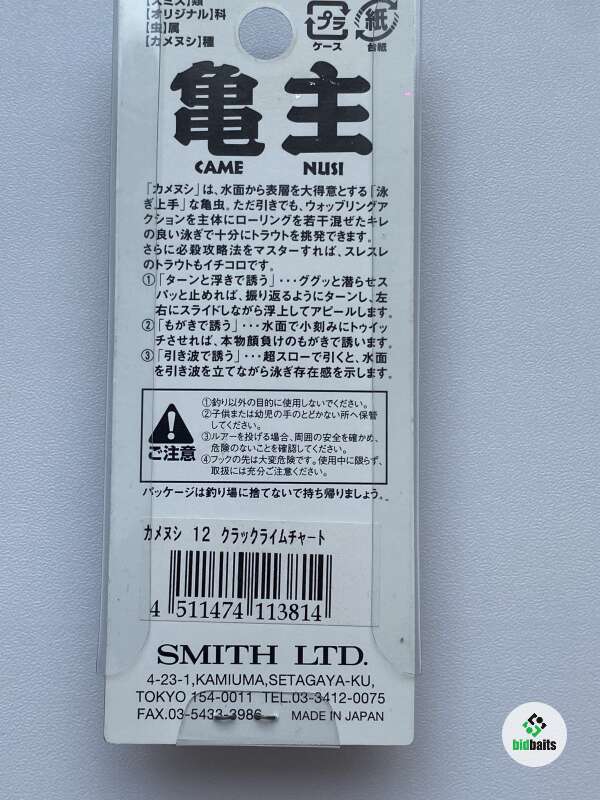 【スミス】類
【オリジナル】科
【虫】属
【カメヌシ】種
プラ
ケース
紙
台紙
亀主
CAME NUSI
「カメヌシ」は、水面から表層を大得意とする「泳
ぎ上手」な亀虫。ただ引きでも、ウォッブリングア
クションを主体にローリングを若干混ぜたキレ
の良い泳ぎで十分にトラウトを挑発できます。
さらに必殺攻略法をマスターすれば、スレスレ
のトラウトもイチコロです。
①「ターンと浮きで誘う」･･･ググッと潜らせス
パッと止めれば、振り返るようにターンし、左
右にスライドしながら浮上してアピールします。
②「もがきで誘う」･･･水面で小刻みにトゥイッ
チさせれば、本物顔負けのもがきで誘います。
③「引き波で誘う」･･･超スローで引くと、水面
を引き波を立てながら泳ぎ存在感を示します。
ご注意
①釣り以外の目的に使用しないでください。
②子供または幼児の手のとどかない所へ保管
してください。
③ルアーを投げる場合、周囲の安全を確かめ、
危険のないことを確認してください。
④フックの先は大変危険です。使用中に限らず、
取扱には充分ご注意ください。
パッケージは釣り場に捨てないで持ち帰りましょう。
カメヌシ 12 クラックライムチャート
4 511474 113814
SMITH LTD.
4-23-1,KAMIUMA,SETAGAYA-KU,
TOKYO 154-0011 TEL.03-3412-0075
FAX.03-5433-3986 MADE IN JAPAN
bidbaits